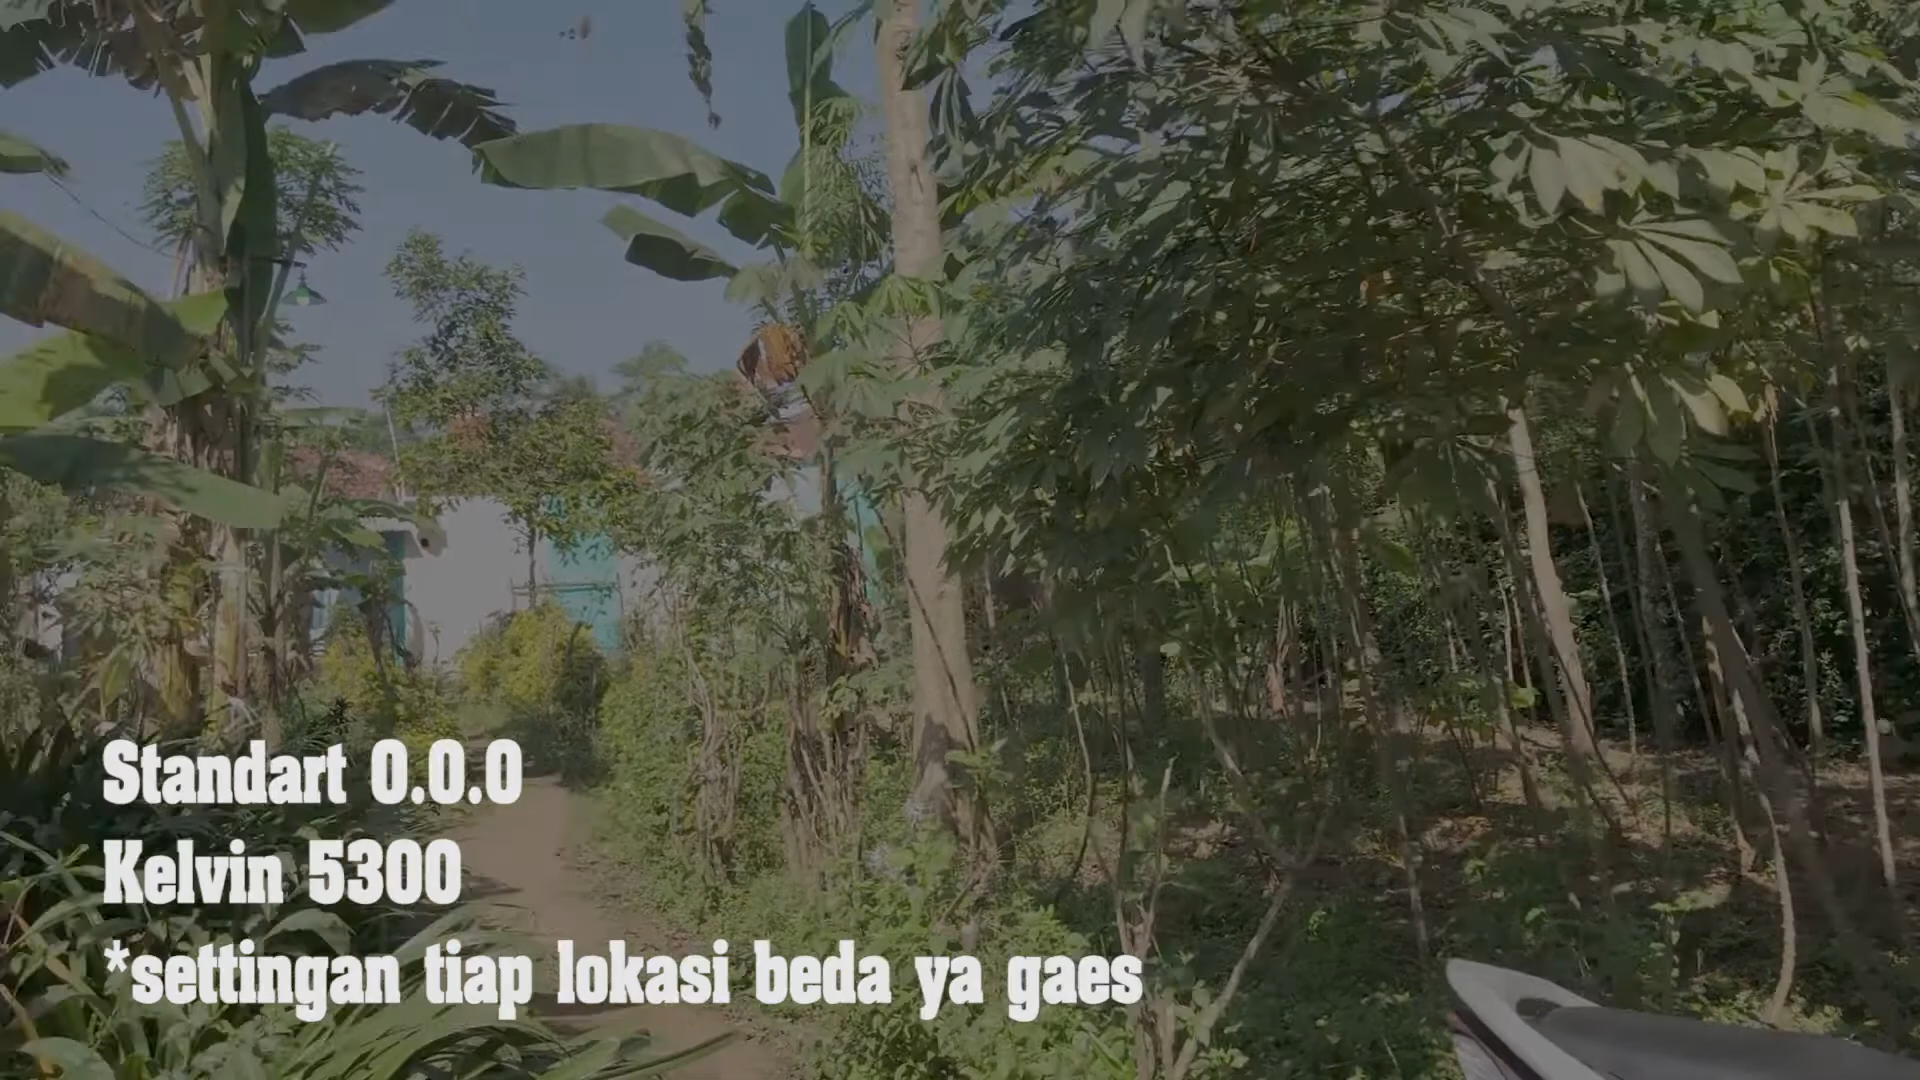 Standart 0.0.0
Kelvin 5300
*settingan tiap lokasi beda ya gaes